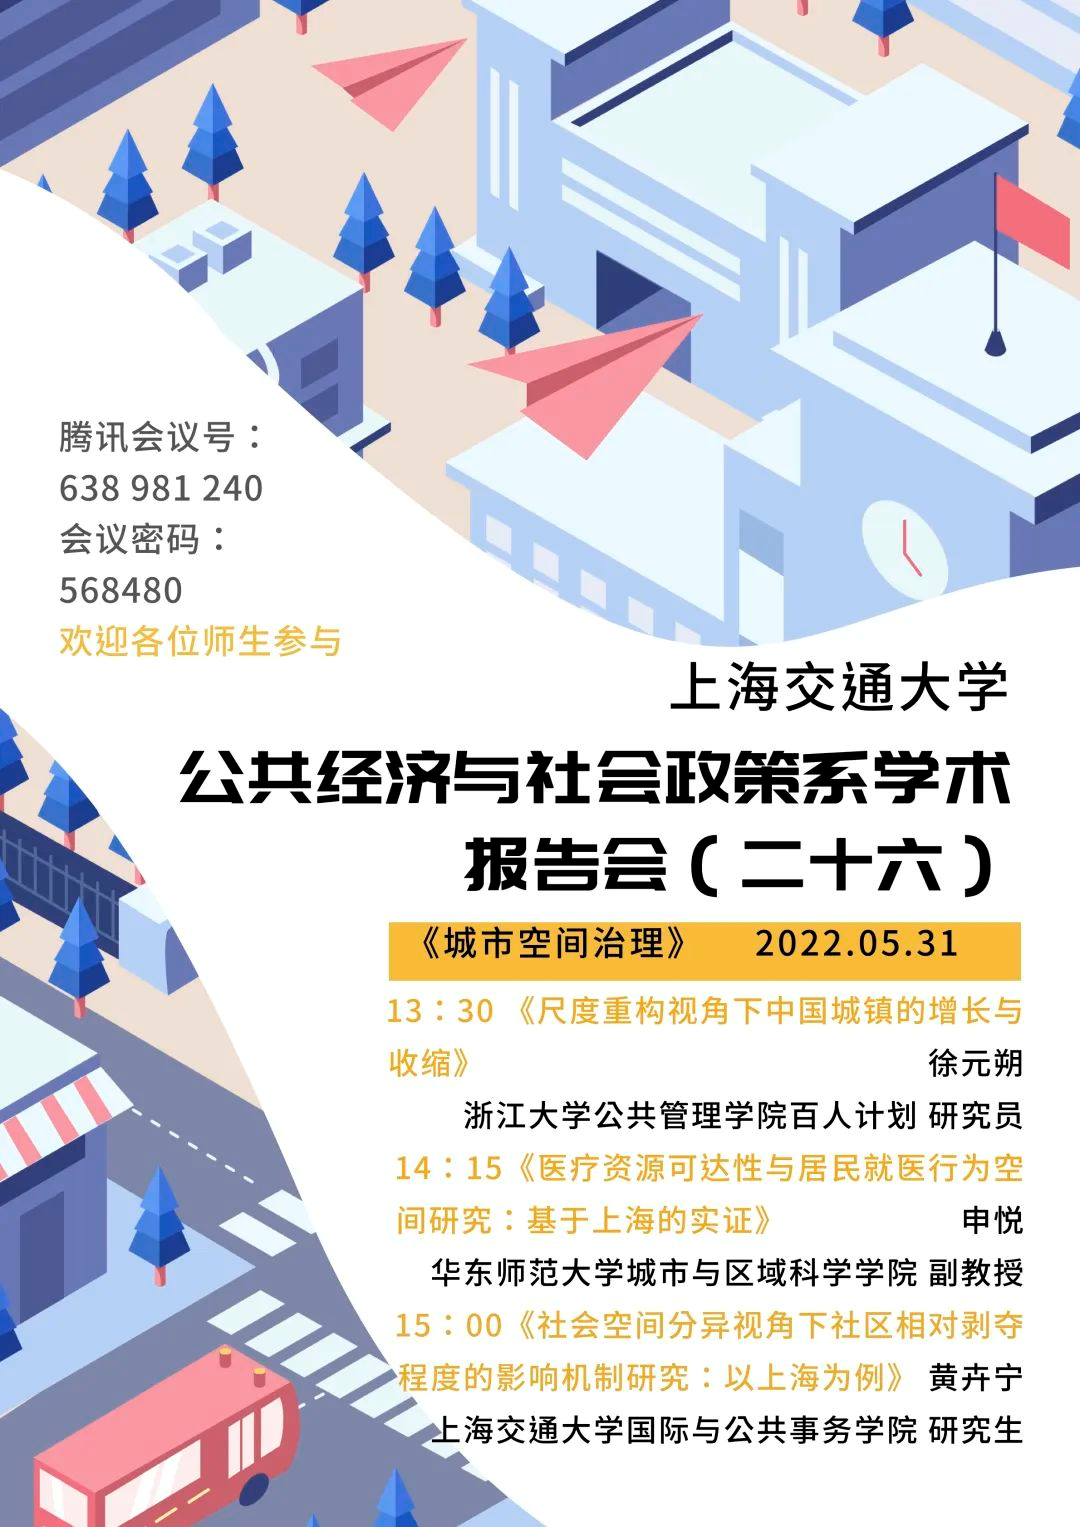 腾讯会议号：
638 981 240
会议密码：
568480
欢迎各位师生参与
上海交通大学
公共经济与社会政策系学术
报告会（二十六）
《城市空间治理》 2022.05.31
13：30 《尺度重构视角下中国城镇的增长与
收缩》 徐元朔
浙江大学公共管理学院百人计划 研究员
14：15《医疗资源可达性与居民就医行为空
间研究：基于上海的实证》 申悦
华东师范大学城市与区域科学学院 副教授
15：00《社会空间分异视角下社区相对剥夺
程度的影响机制研究：以上海为例》 黄卉宁
上海交通大学国际与公共事务学院 研究生